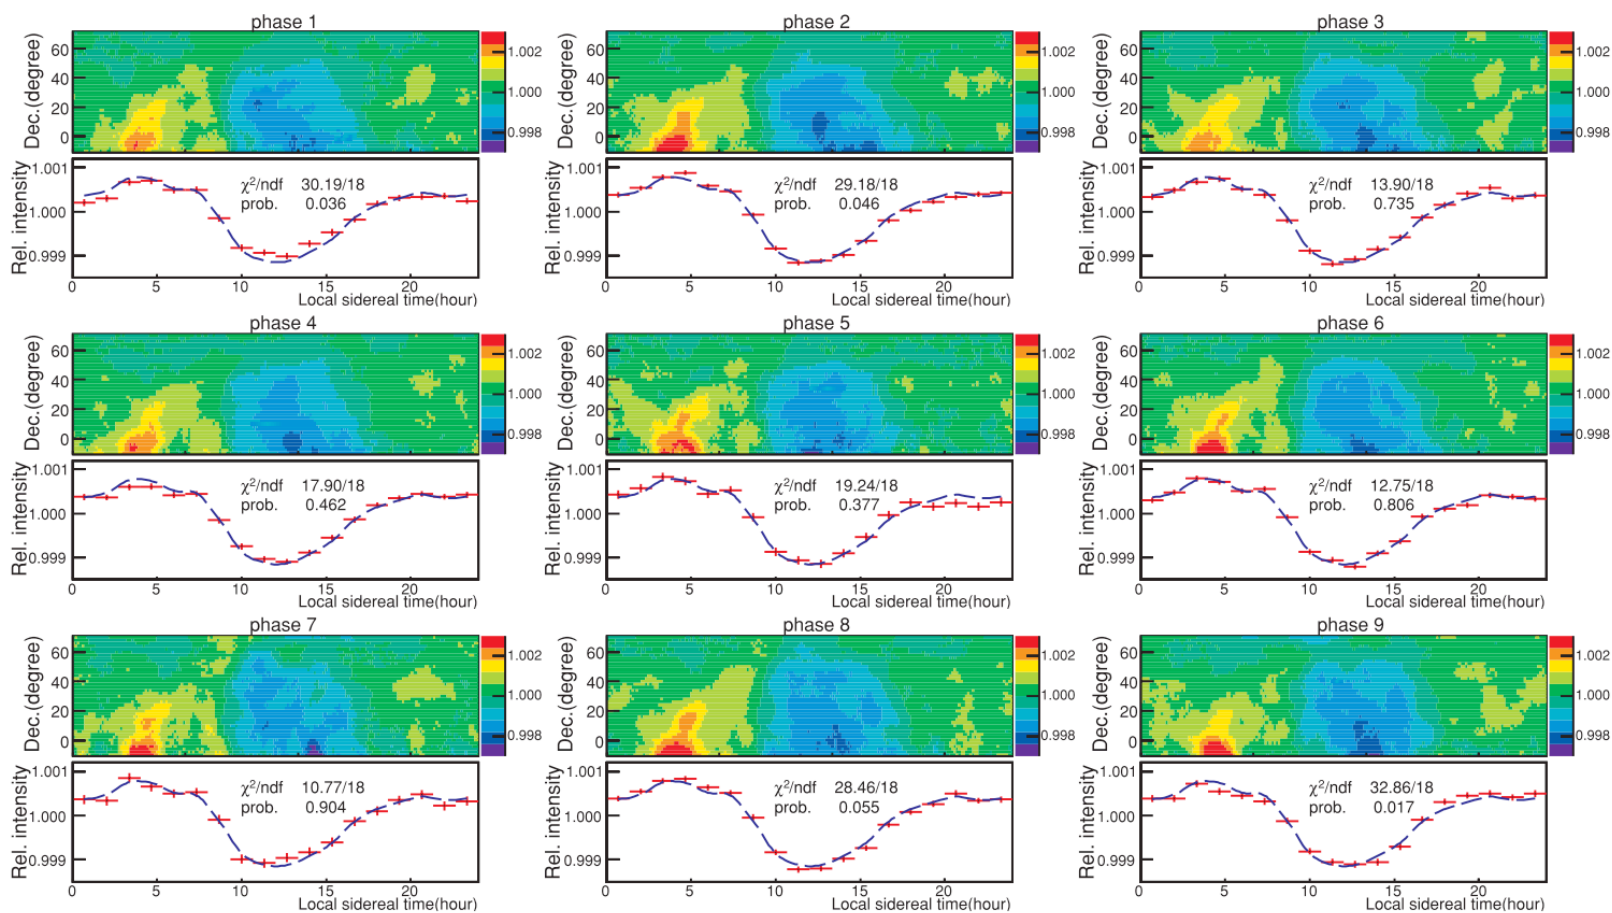 phase 1
Dec.(degree)
60
40
20
0
1.002
1.000
0.998
Rel. intensity
1.001
1.000
0.999
χ²/ndf 30.19/18
prob. 0.036
0 5 10 15 20
Local sidereal time(hour)
phase 2
Dec.(degree)
60
40
20
0
1.002
1.000
0.998
Rel. intensity
1.001
1.000
0.999
χ²/ndf 29.18/18
prob. 0.046
0 5 10 15 20
Local sidereal time(hour)
phase 3
Dec.(degree)
60
40
20
0
1.002
1.000
0.998
Rel. intensity
1.001
1.000
0.999
χ²/ndf 13.90/18
prob. 0.735
0 5 10 15 20
Local sidereal time(hour)
phase 4
Dec.(degree)
60
40
20
0
1.002
1.000
0.998
Rel. intensity
1.001
1.000
0.999
χ²/ndf 17.90/18
prob. 0.462
0 5 10 15 20
Local sidereal time(hour)
phase 5
Dec.(degree)
60
40
20
0
1.002
1.000
0.998
Rel. intensity
1.001
1.000
0.999
χ²/ndf 19.24/18
prob. 0.377
0 5 10 15 20
Local sidereal time(hour)
phase 6
Dec.(degree)
60
40
20
0
1.002
1.000
0.998
Rel. intensity
1.001
1.000
0.999
χ²/ndf 12.75/18
prob. 0.806
0 5 10 15 20
Local sidereal time(hour)
phase 7
Dec.(degree)
60
40
20
0
1.002
1.000
0.998
Rel. intensity
1.001
1.000
0.999
χ²/ndf 10.77/18
prob. 0.904
0 5 10 15 20
Local sidereal time(hour)
phase 8
Dec.(degree)
60
40
20
0
1.002
1.000
0.998
Rel. intensity
1.001
1.000
0.999
χ²/ndf 28.46/18
prob. 0.055
0 5 10 15 20
Local sidereal time(hour)
phase 9
Dec.(degree)
60
40
20
0
1.002
1.000
0.998
Rel. intensity
1.001
1.000
0.999
χ²/ndf 32.86/18
prob. 0.017
0 5 10 15 20
Local sidereal time(hour)